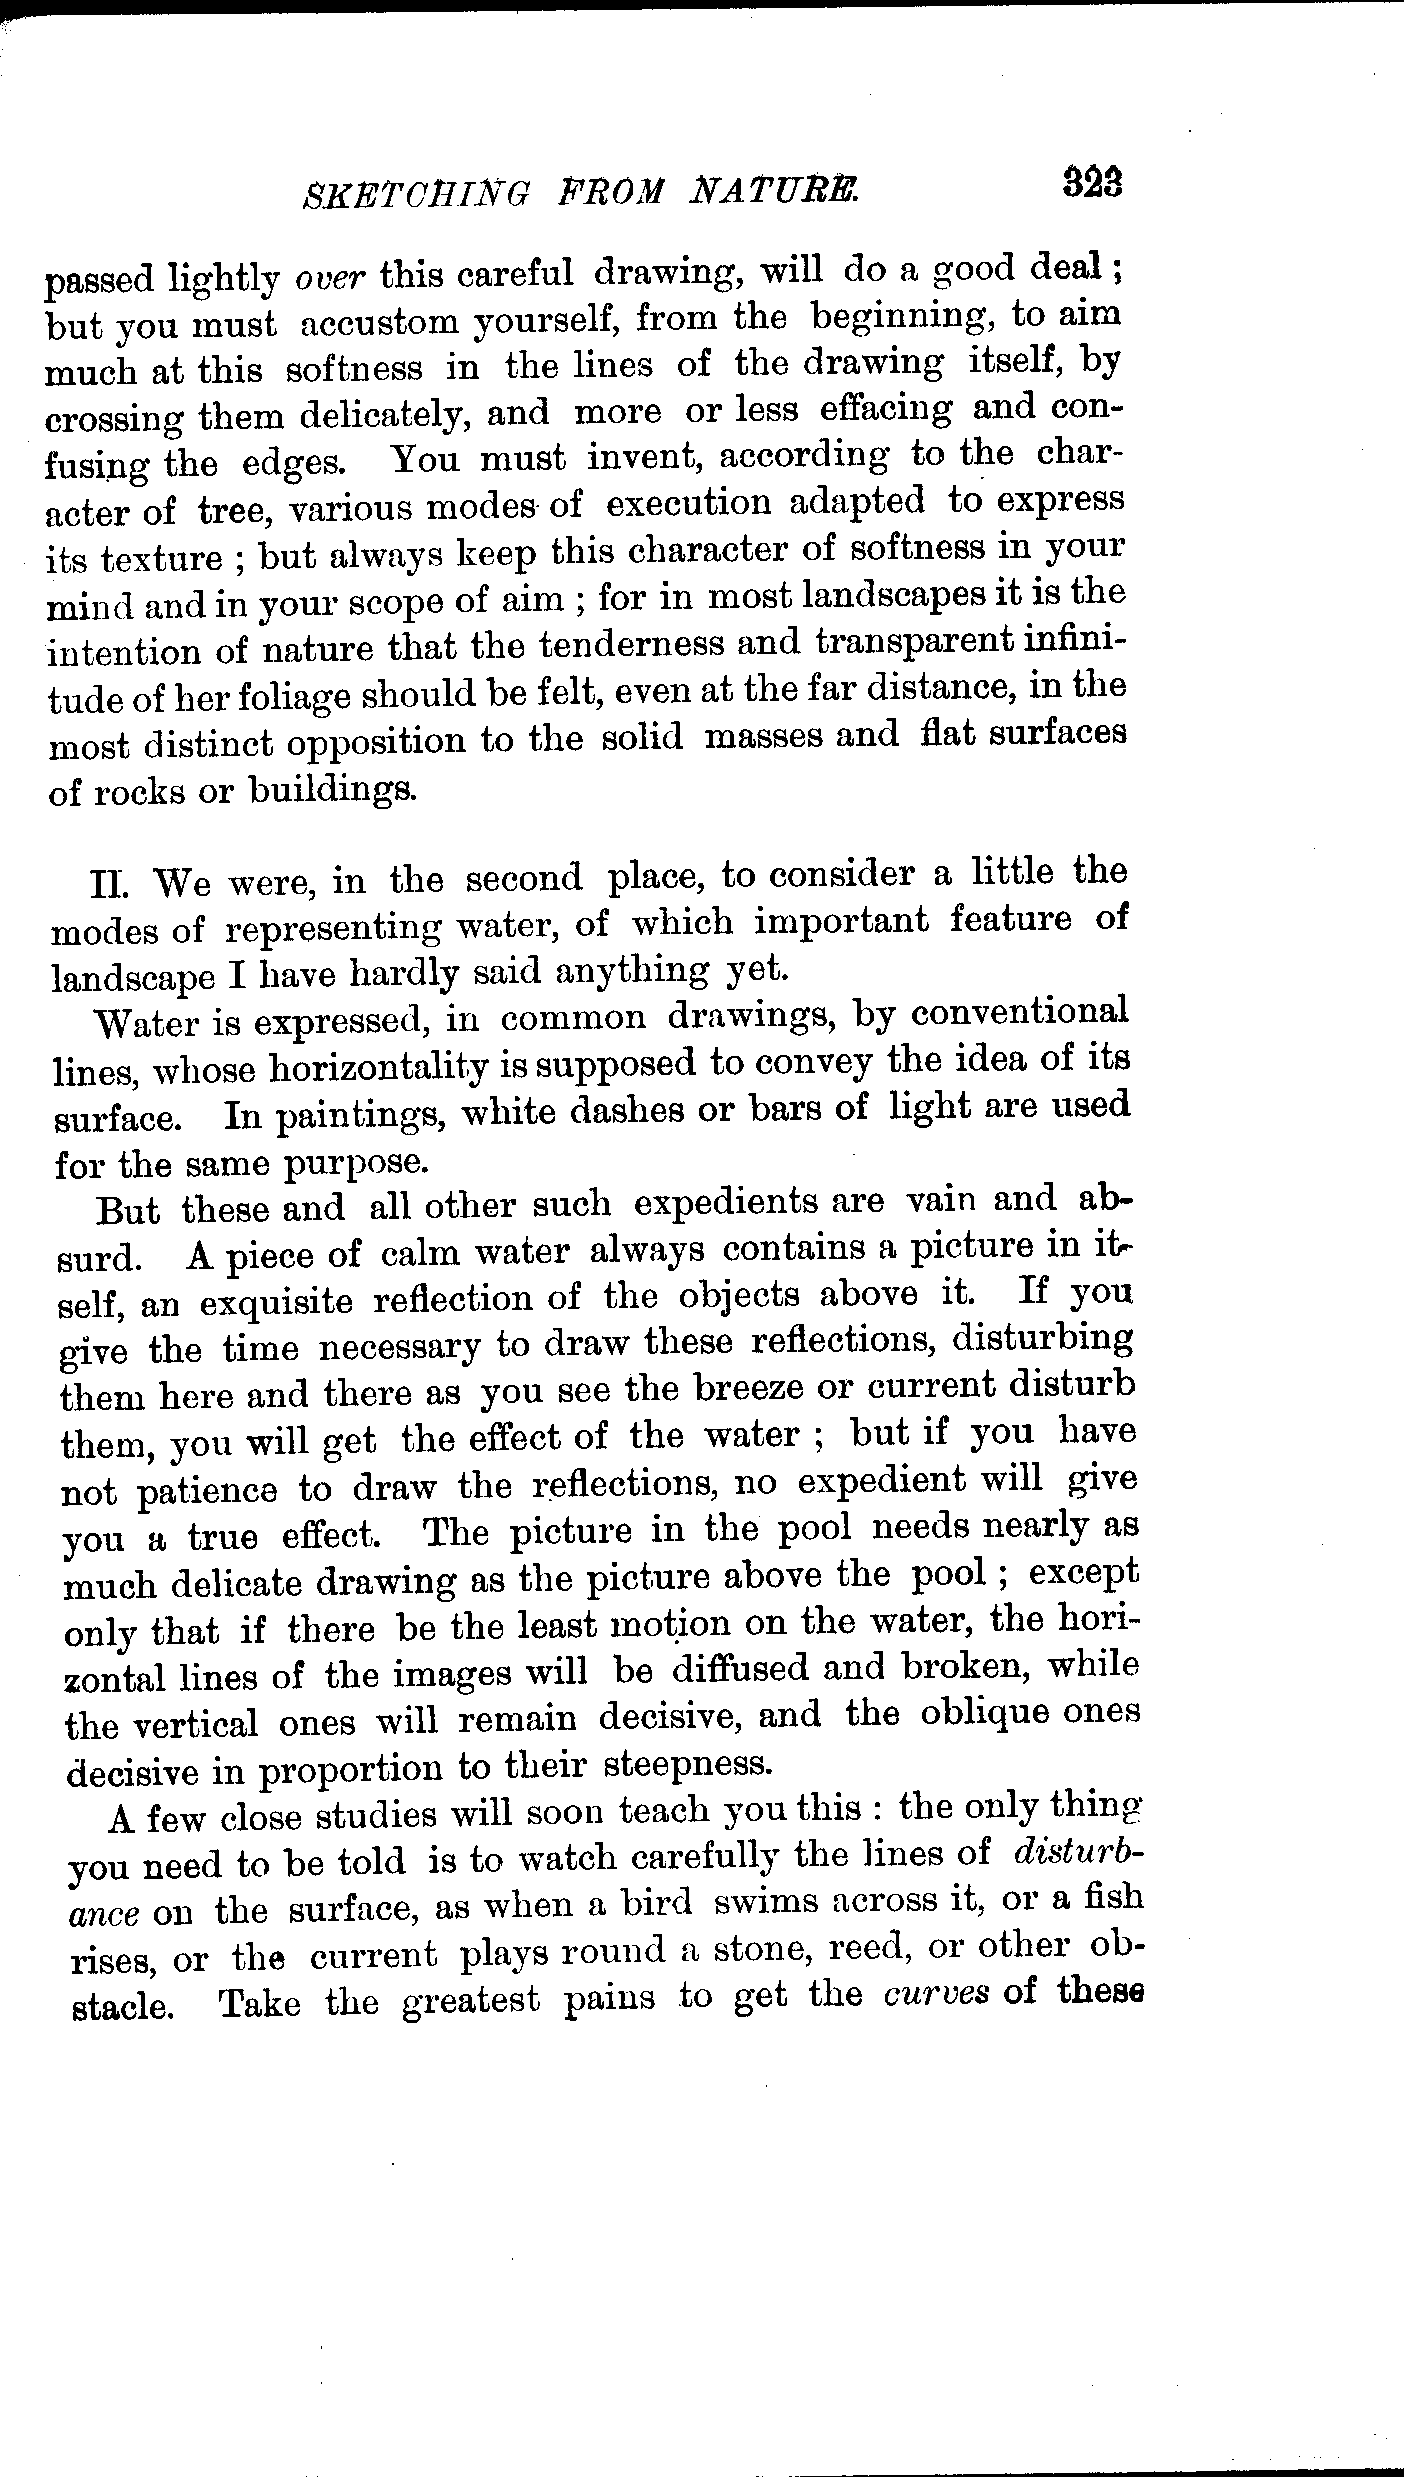 SKETCHING FROM NATURE. 323
passed lightly over this careful drawing, will do a good deal ;
but you must accustom yourself, from the beginning, to aim
much at this softness in the lines of the drawing itself, by
crossing them delicately, and more or less effacing and con-
fusing the edges. You must invent, according to the char-
acter of tree, various modes of execution adapted to express
its texture ; but always keep this character of softness in your
mind and in your scope of aim ; for in most landscapes it is the
intention of nature that the tenderness and transparent infini-
tude of her foliage should be felt, even at the far distance, in the
most distinct opposition to the solid masses and flat surfaces
of rocks or buildings.
II. We were, in the second place, to consider a little the
modes of representing water, of which important feature of
landscape I have hardly said anything yet.
Water is expressed, in common drawings, by conventional
lines, whose horizontality is supposed to convey the idea of its
surface. In paintings, white dashes or bars of light are used
for the same purpose.
But these and all other such expedients are vain and ab-
surd. A piece of calm water always contains a picture in it-
self, an exquisite reflection of the objects above it. If you
give the time necessary to draw these reflections, disturbing
them here and there as you see the breeze or current disturb
them, you will get the effect of the water ; but if you have
not patience to draw the reflections, no expedient will give
you a true effect. The picture in the pool needs nearly as
much delicate drawing as the picture above the pool ; except
only that if there be the least motion on the water, the hori-
zontal lines of the images will be diffused and broken, while
the vertical ones will remain decisive, and the oblique ones
decisive in proportion to their steepness.
A few close studies will soon teach you this : the only thing
you need to be told is to watch carefully the lines of disturb-
ance on the surface, as when a bird swims across it, or a fish
rises, or the current plays round a stone, reed, or other ob-
stacle. Take the greatest pains to get the curves of these